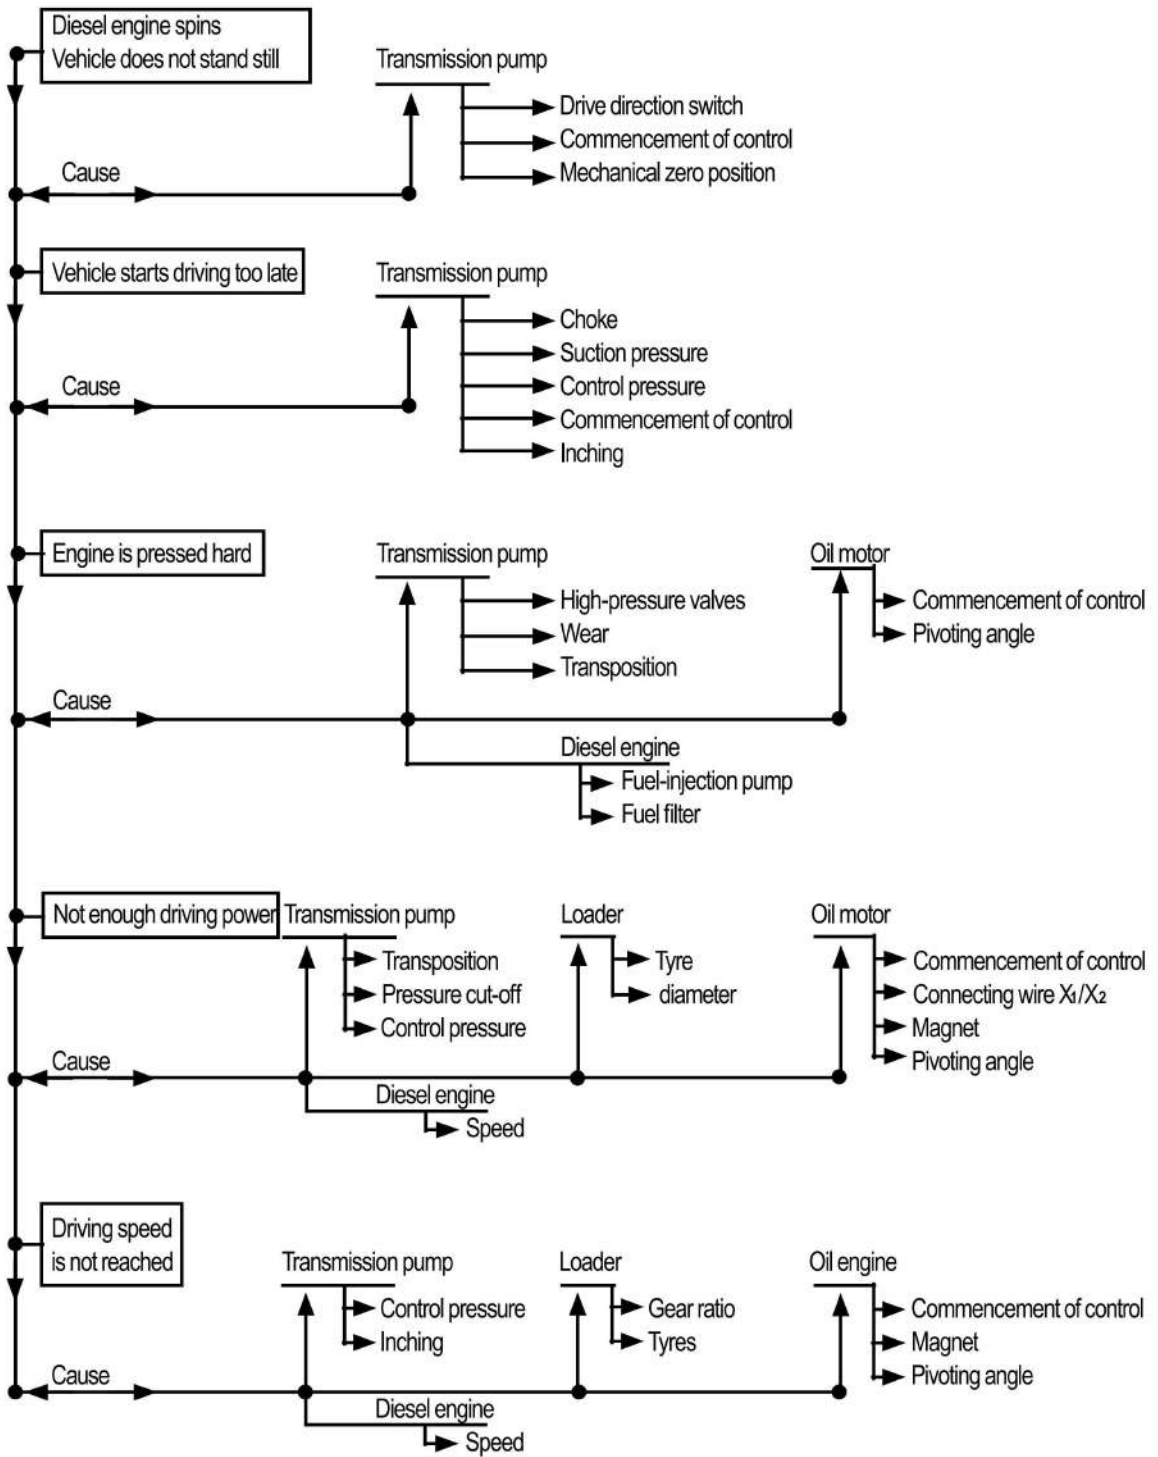 Diesel engine spins
Vehicle does not stand still
Transmission pump
Drive direction switch
Commencement of control
Mechanical zero position
Cause
Vehicle starts driving too late
Transmission pump
Choke
Suction pressure
Control pressure
Commencement of control
Inching
Cause
Engine is pressed hard
Transmission pump
High-pressure valves
Wear
Transposition
Oil motor
Commencement of control
Pivoting angle
Cause
Diesel engine
Fuel-injection pump
Fuel filter
Not enough driving power
Transmission pump
Transposition
Pressure cut-off
Control pressure
Loader
Tyre
diameter
Oil motor
Commencement of control
Connecting wire X₁/X₂
Magnet
Pivoting angle
Cause
Diesel engine
Speed
Driving speed
is not reached
Transmission pump
Control pressure
Inching
Loader
Gear ratio
Tyres
Oil engine
Commencement of control
Magnet
Pivoting angle
Cause
Diesel engine
Speed